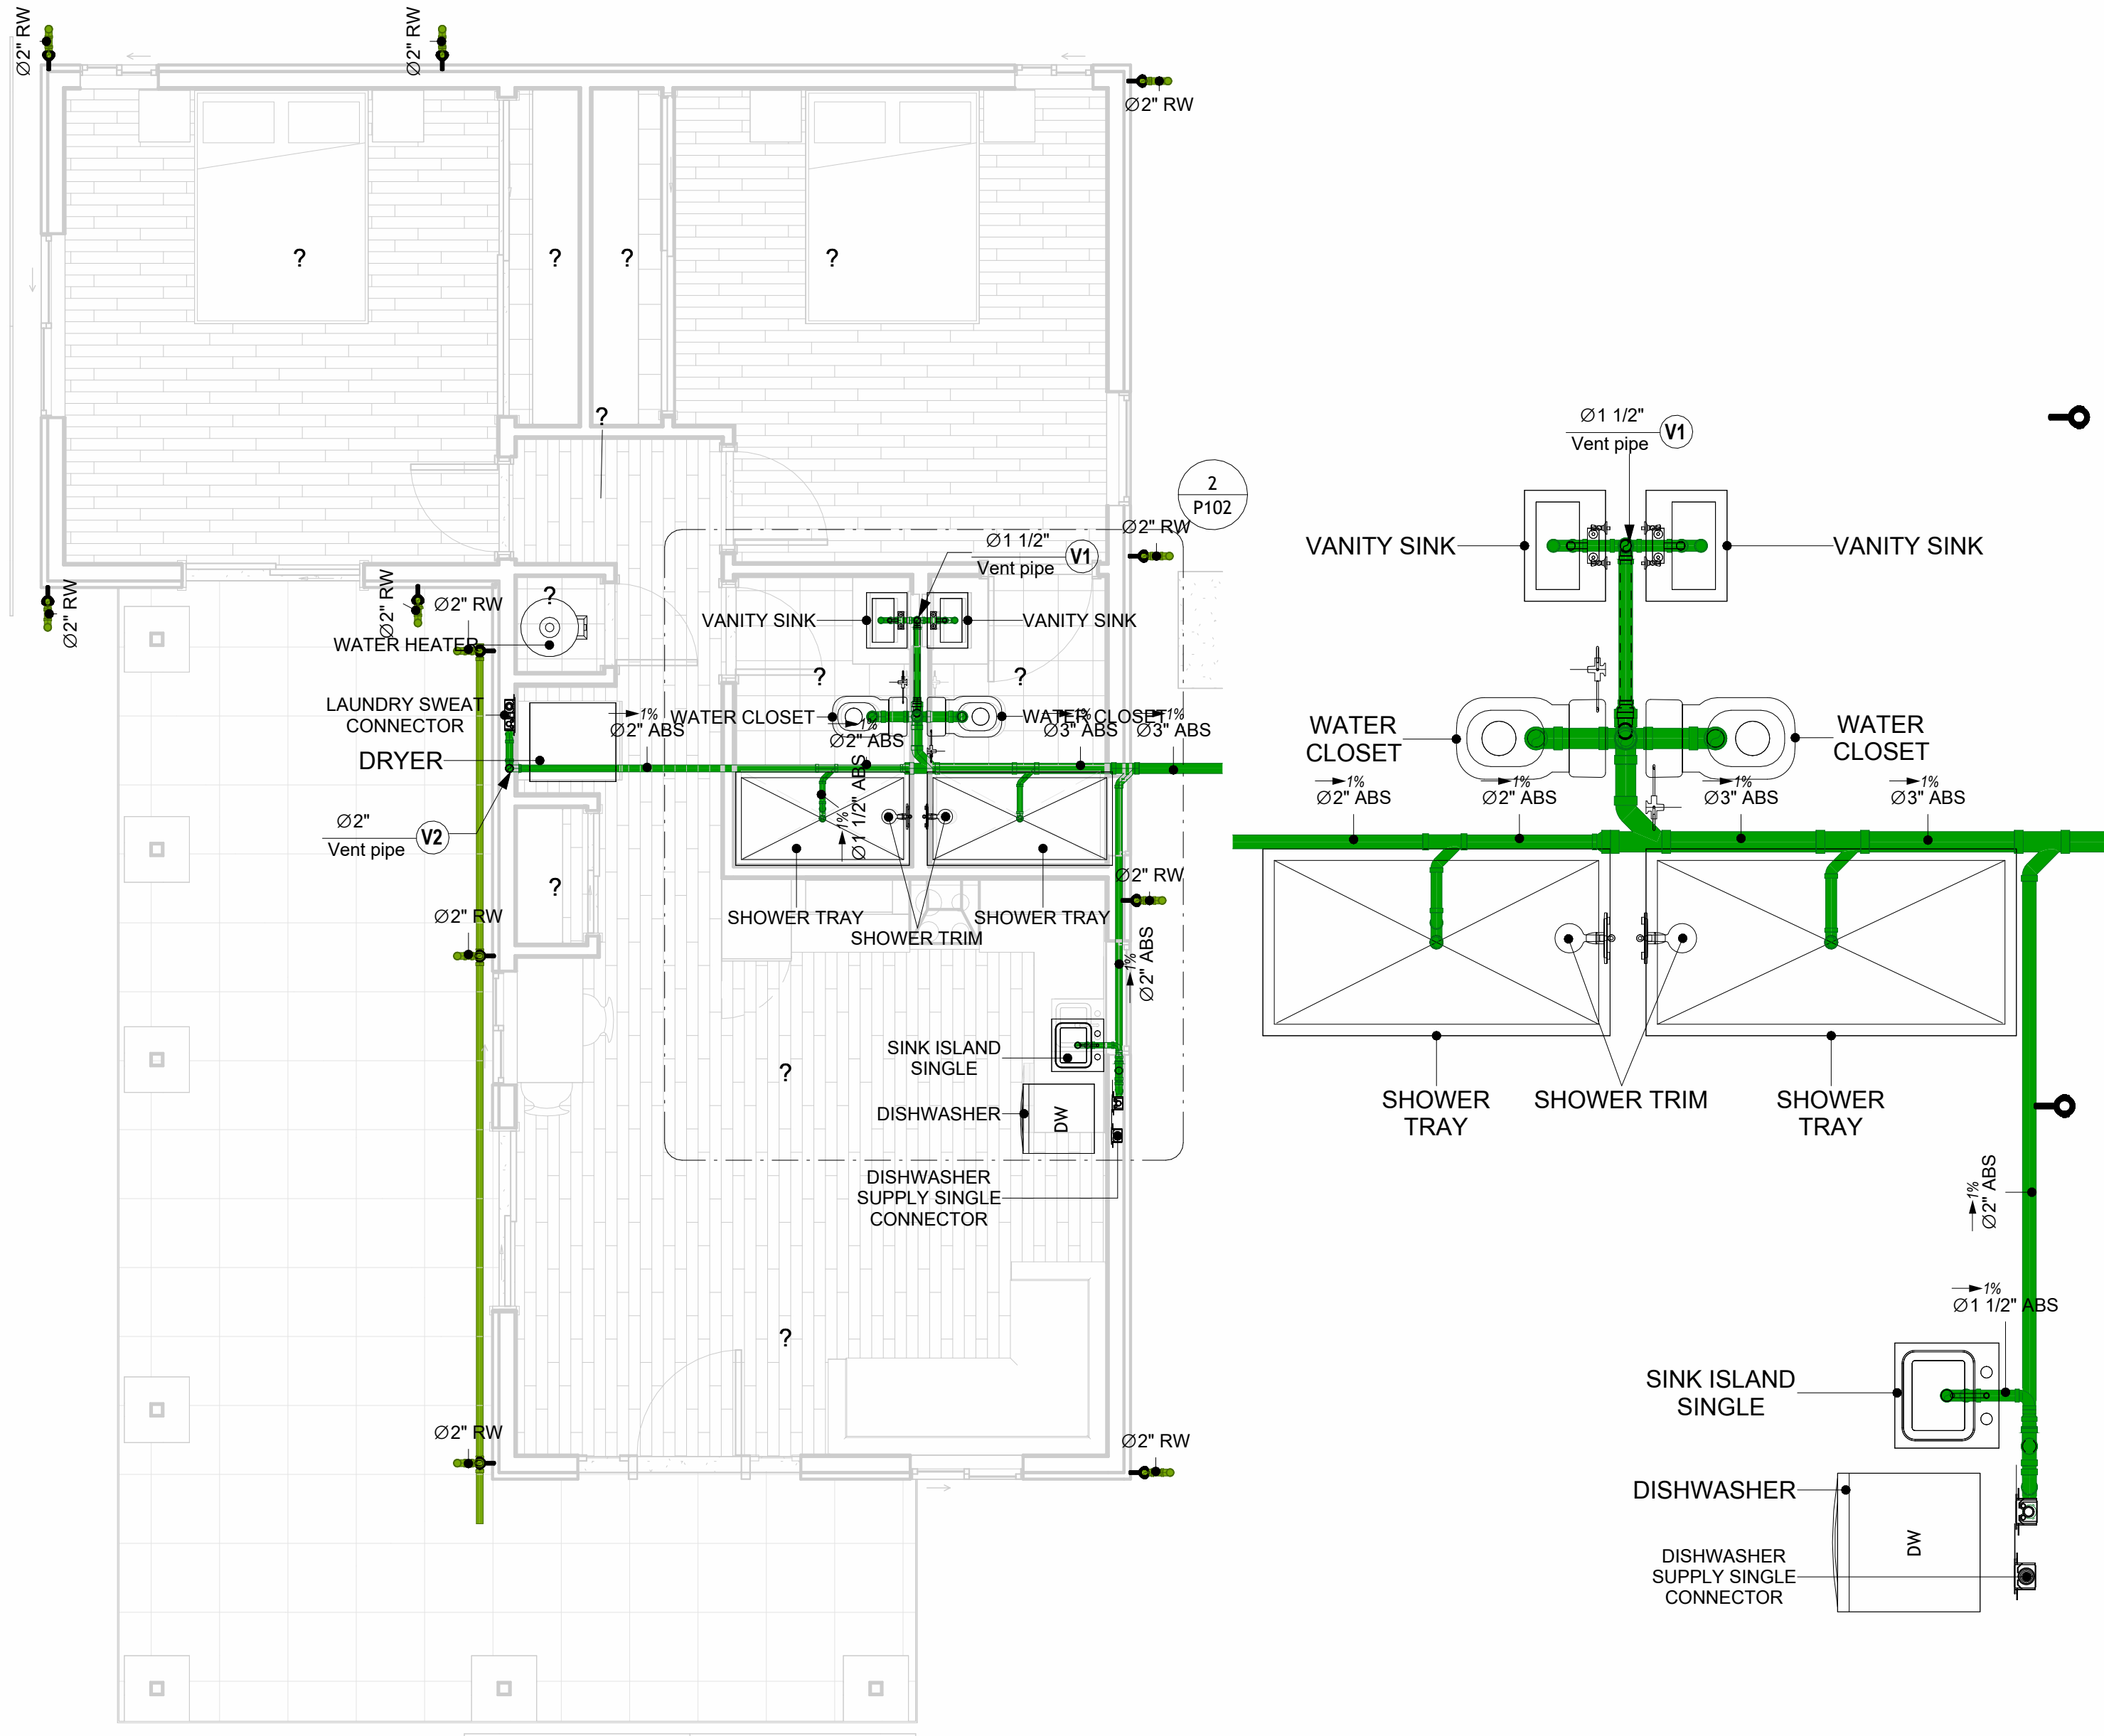 Ø2" RW
Ø2" RW
Ø2" RW
?
?
?
?
?
2
P102
Ø2" RW
Ø1 1/2"
Vent pipe
V1
Ø2" RW
Ø2" RW
Ø2" RW
?
WATER HEATER
VANITY SINK
VANITY SINK
?
?
LAUNDRY SWEAT
CONNECTOR
1%
Ø2" ABS
WATER CLOSET
1%
Ø2" ABS
WATER CLOSET
1%
Ø3" ABS
1%
Ø3" ABS
DRYER
Ø2"
Vent pipe
V2
1%
Ø1 1/2" ABS
?
Ø2" RW
Ø2" RW
SHOWER TRAY
SHOWER TRIM
SHOWER TRAY
1%
Ø2" ABS
SINK ISLAND
SINGLE
?
DISHWASHER
DW
DISHWASHER
SUPPLY SINGLE
CONNECTOR
?
Ø2" RW
Ø2" RW
Ø1 1/2"
Vent pipe
V1
VANITY SINK
VANITY SINK
WATER
CLOSET
WATER
CLOSET
1%
Ø2" ABS
1%
Ø2" ABS
1%
Ø3" ABS
1%
Ø3" ABS
SHOWER
TRAY
SHOWER TRIM
SHOWER
TRAY
1%
Ø2" ABS
1%
Ø1 1/2" ABS
SINK ISLAND
SINGLE
DISHWASHER
DW
DISHWASHER
SUPPLY SINGLE
CONNECTOR